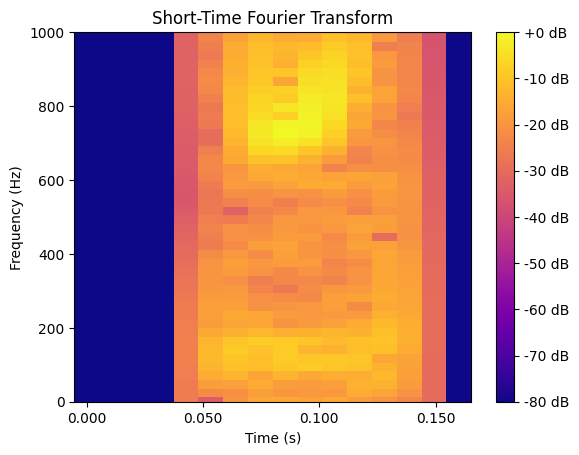 Short-Time Fourier Transform
1000
800
600
400
200
0
Frequency (Hz)
0.000
0.050
0.100
0.150
Time (s)
+0 dB
-10 dB
-20 dB
-30 dB
-40 dB
-50 dB
-60 dB
-70 dB
-80 dB